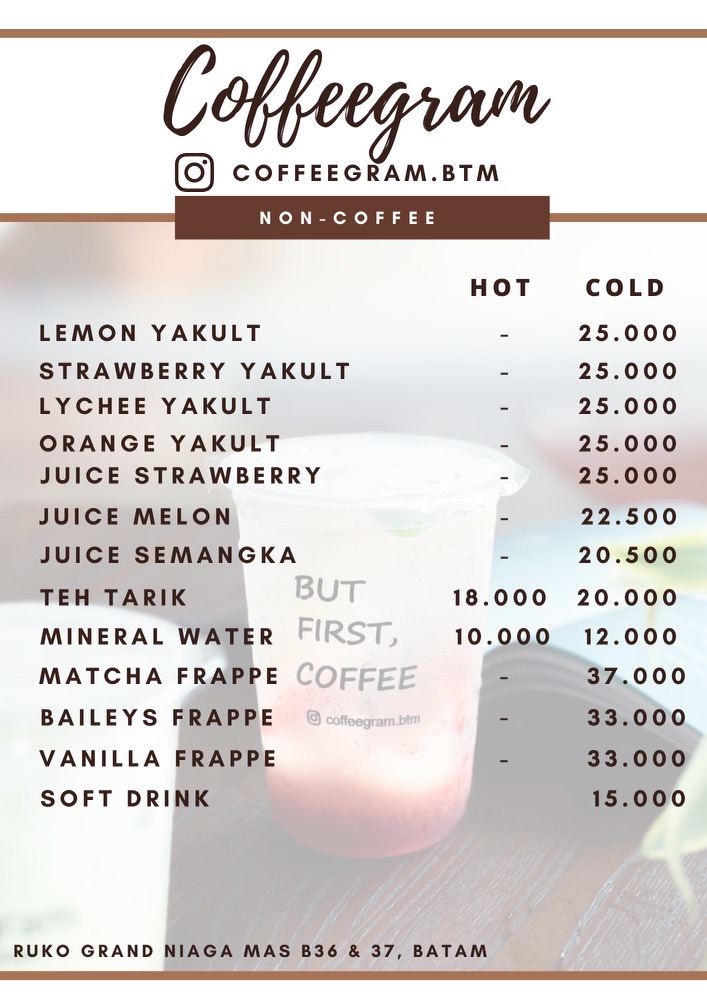 Coffeegram
COFFEEGRAM.BTM
NON-COFFEE
HOT COLD
LEMON YAKULT - 25.000
STRAWBERRY YAKULT - 25.000
LYCHEE YAKULT - 25.000
ORANGE YAKULT - 25.000
JUICE STRAWBERRY - 25.000
JUICE MELON - 22.500
JUICE SEMANGKA - 20.500
TEH TARIK 18.000 20.000
MINERAL WATER 10.000 12.000
MATCHA FRAPPE - 37.000
BAILEYS FRAPPE - 33.000
VANILLA FRAPPE - 33.000
SOFT DRINK 15.000
BUT
FIRST,
COFFEE
coffeegram.btm
RUKO GRAND NIAGA MAS B36 & 37, BATAM